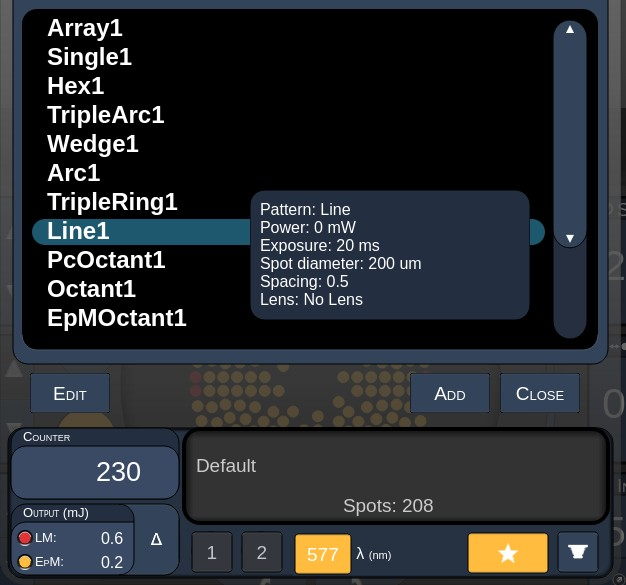 Array1
Single1
Hex1
TripleArc1
Wedge1
Arc1
TripleRing1
Line1
PcOctant1
Octant1
EpMOctant1
Pattern: Line
Power: 0 mW
Exposure: 20 ms
Spot diameter: 200 um
Spacing: 0.5
Lens: No Lens
EDIT
ADD
CLOSE
COUNTER
230
Default
Spots: 208
OUTPUT (mJ)
LM: 0.6
EPM: 0.2
Δ
1 2 577 λ (nm)